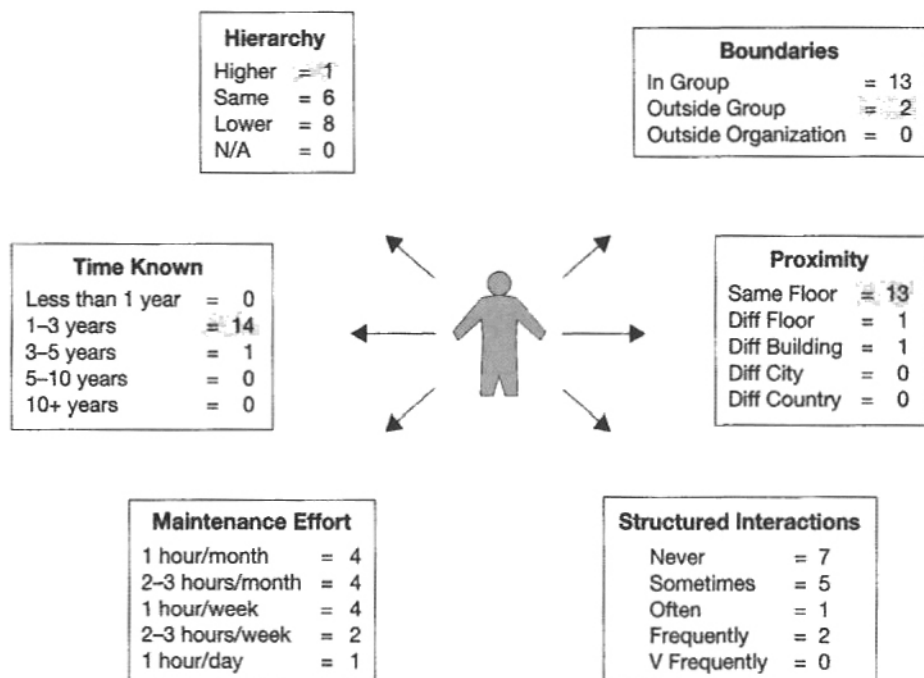 Hierarchy
Higher = 1
Same = 6
Lower = 8
N/A = 0
Boundaries
In Group = 13
Outside Group = 2
Outside Organization = 0
Time Known
Less than 1 year = 0
1–3 years = 14
3–5 years = 1
5–10 years = 0
10+ years = 0
Proximity
Same Floor = 13
Diff Floor = 1
Diff Building = 1
Diff City = 0
Diff Country = 0
Maintenance Effort
1 hour/month = 4
2–3 hours/month = 4
1 hour/week = 4
2–3 hours/week = 2
1 hour/day = 1
Structured Interactions
Never = 7
Sometimes = 5
Often = 1
Frequently = 2
V Frequently = 0